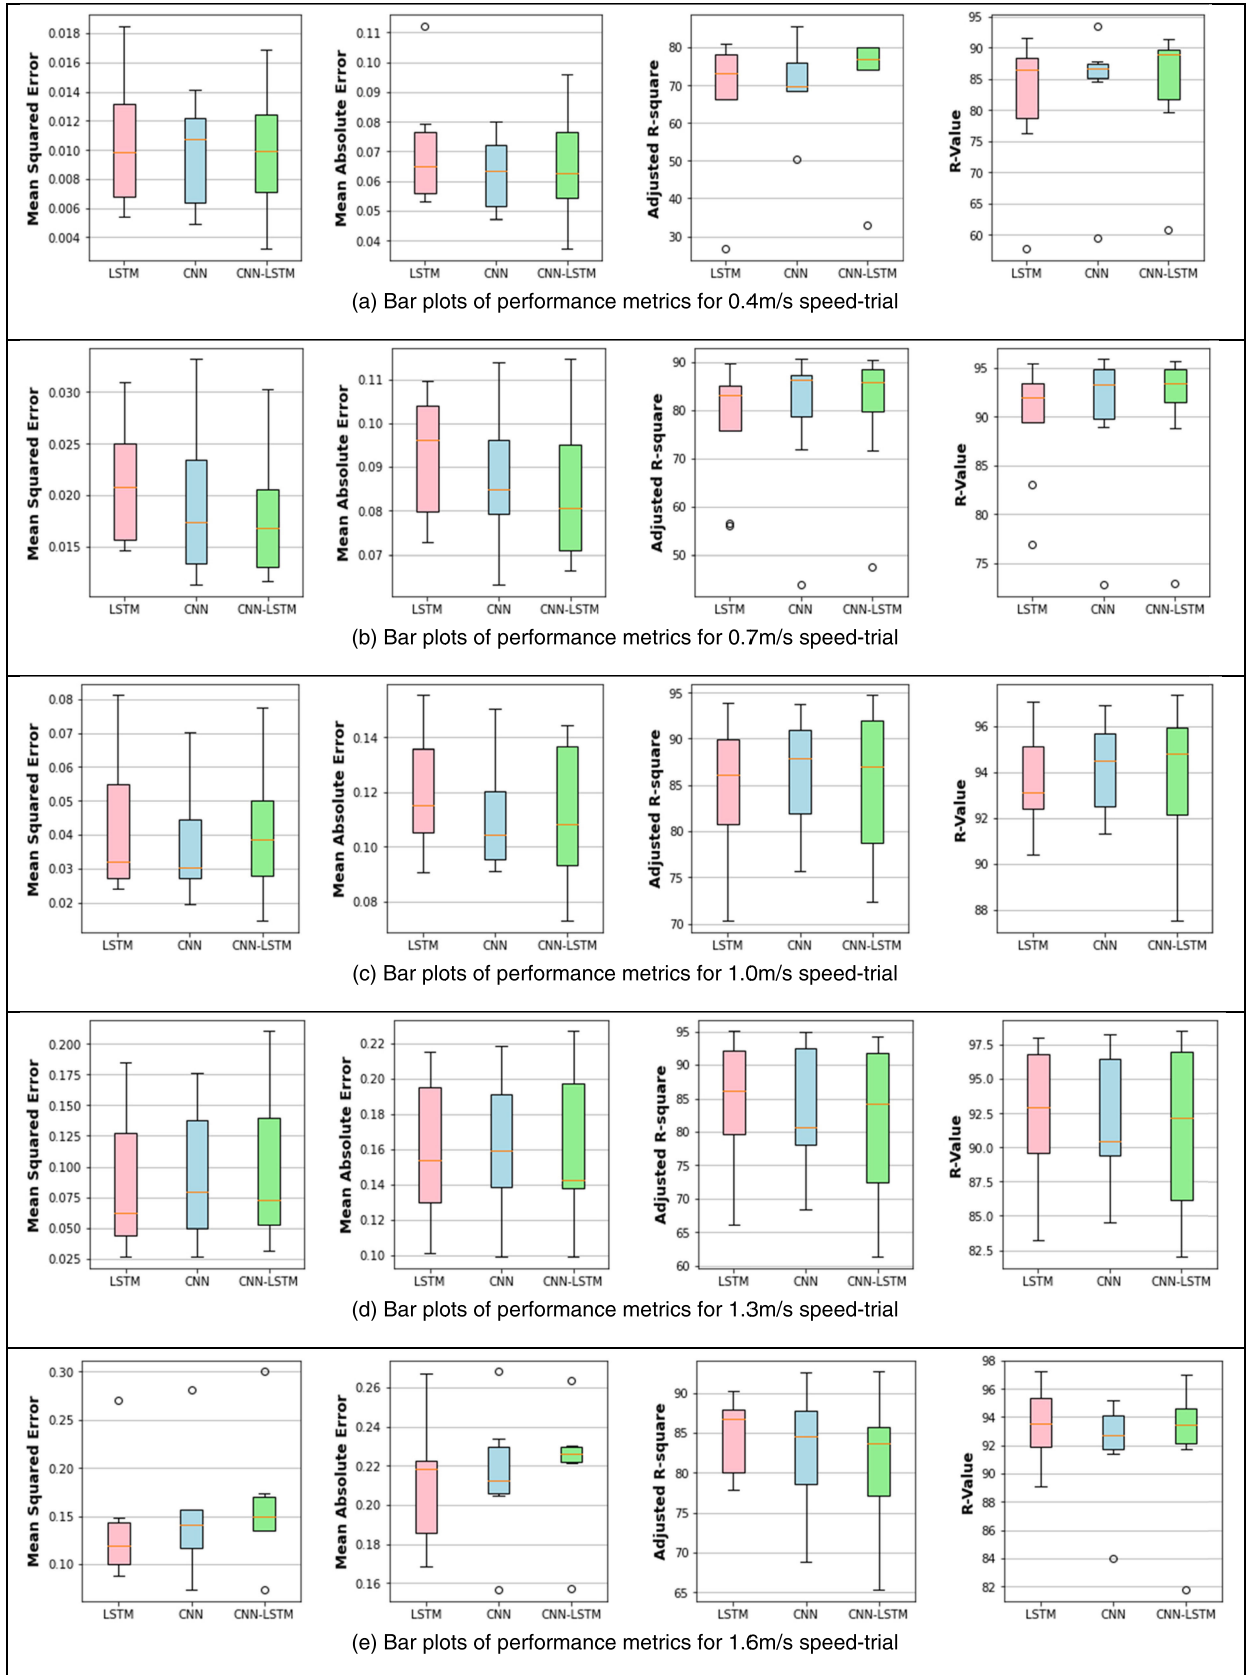 Mean Squared Error
0.018
0.016
0.014
0.012
0.010
0.008
0.006
0.004
LSTM CNN CNN-LSTM
Mean Absolute Error
0.11
0.10
0.09
0.08
0.07
0.06
0.05
0.04
LSTM CNN CNN-LSTM
Adjusted R-square
80
70
60
50
40
30
LSTM CNN CNN-LSTM
R-Value
95
90
85
80
75
70
65
60
LSTM CNN CNN-LSTM
(a) Bar plots of performance metrics for 0.4m/s speed-trial
Mean Squared Error
0.030
0.025
0.020
0.015
LSTM CNN CNN-LSTM
Mean Absolute Error
0.11
0.10
0.09
0.08
0.07
LSTM CNN CNN-LSTM
Adjusted R-square
90
80
70
60
50
LSTM CNN CNN-LSTM
R-Value
95
90
85
80
75
LSTM CNN CNN-LSTM
(b) Bar plots of performance metrics for 0.7m/s speed-trial
Mean Squared Error
0.08
0.07
0.06
0.05
0.04
0.03
0.02
LSTM CNN CNN-LSTM
Mean Absolute Error
0.14
0.12
0.10
0.08
LSTM CNN CNN-LSTM
Adjusted R-square
95
90
85
80
75
70
LSTM CNN CNN-LSTM
R-Value
96
94
92
90
88
LSTM CNN CNN-LSTM
(c) Bar plots of performance metrics for 1.0m/s speed-trial
Mean Squared Error
0.200
0.175
0.150
0.125
0.100
0.075
0.050
0.025
LSTM CNN CNN-LSTM
Mean Absolute Error
0.22
0.20
0.18
0.16
0.14
0.12
0.10
LSTM CNN CNN-LSTM
Adjusted R-square
95
90
85
80
75
70
65
60
LSTM CNN CNN-LSTM
R-Value
97.5
95.0
92.5
90.0
87.5
85.0
82.5
LSTM CNN CNN-LSTM
(d) Bar plots of performance metrics for 1.3m/s speed-trial
Mean Squared Error
0.30
0.25
0.20
0.15
0.10
LSTM CNN CNN-LSTM
Mean Absolute Error
0.26
0.24
0.22
0.20
0.18
0.16
LSTM CNN CNN-LSTM
Adjusted R-square
90
85
80
75
70
65
LSTM CNN CNN-LSTM
R-Value
98
96
94
92
90
88
86
84
82
LSTM CNN CNN-LSTM
(e) Bar plots of performance metrics for 1.6m/s speed-trial